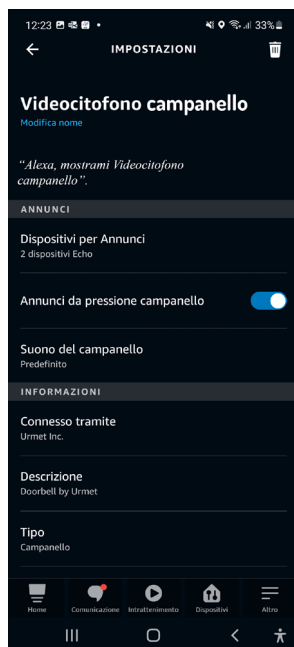 12:23
33%
IMPOSTAZIONI
Videocitofono campanello
Modifica nome
“Alexa, mostrami Videocitofono
campanello”.
ANNUNCI
Dispositivi per Annunci
2 dispositivi Echo
Annunci da pressione campanello
Suono del campanello
Predefinito
INFORMAZIONI
Connesso tramite
Urmet Inc.
Descrizione
Doorbell by Urmet
Tipo
Campanello
Home Comunicazione Intrattenimento Dispositivi Altro